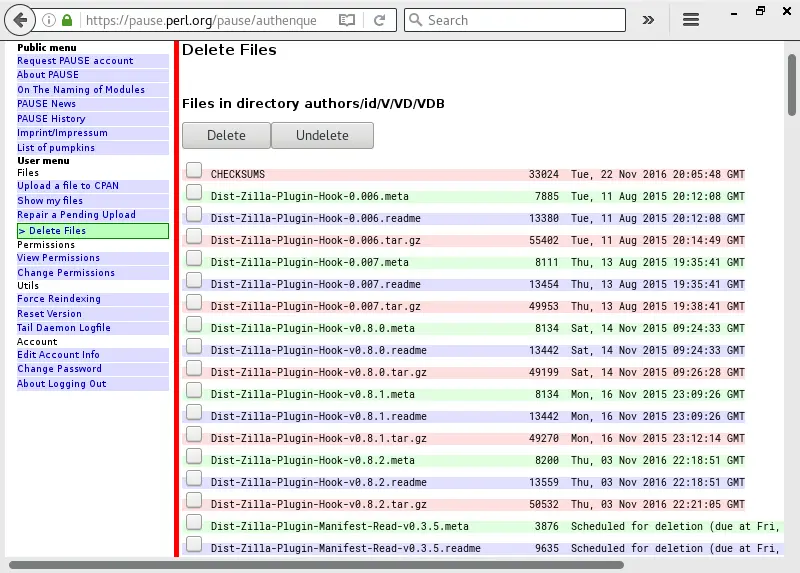 https://pause.perl.org/pause/authenque
Search
Public menu
Request PAUSE account
About PAUSE
On The Naming of Modules
PAUSE News
PAUSE History
Imprint/Impressum
List of pumpkins
User menu
Files
Upload a file to CPAN
Show my files
Repair a Pending Upload
> Delete Files
Permissions
View Permissions
Change Permissions
Utils
Force Reindexing
Reset Version
Tail Daemon Logfile
Account
Edit Account Info
Change Password
About Logging Out
Delete Files
Files in directory authors/id/V/VD/VDB
Delete Undelete
CHECKSUMS 33024 Tue, 22 Nov 2016 20:05:48 GMT
Dist-Zilla-Plugin-Hook-0.006.meta 7885 Tue, 11 Aug 2015 20:12:08 GMT
Dist-Zilla-Plugin-Hook-0.006.readme 13380 Tue, 11 Aug 2015 20:12:08 GMT
Dist-Zilla-Plugin-Hook-0.006.tar.gz 55402 Tue, 11 Aug 2015 20:14:49 GMT
Dist-Zilla-Plugin-Hook-0.007.meta 8111 Thu, 13 Aug 2015 19:35:41 GMT
Dist-Zilla-Plugin-Hook-0.007.readme 13454 Thu, 13 Aug 2015 19:35:41 GMT
Dist-Zilla-Plugin-Hook-0.007.tar.gz 49953 Thu, 13 Aug 2015 19:38:41 GMT
Dist-Zilla-Plugin-Hook-v0.8.0.meta 8134 Sat, 14 Nov 2015 09:24:33 GMT
Dist-Zilla-Plugin-Hook-v0.8.0.readme 13442 Sat, 14 Nov 2015 09:24:33 GMT
Dist-Zilla-Plugin-Hook-v0.8.0.tar.gz 49199 Sat, 14 Nov 2015 09:26:28 GMT
Dist-Zilla-Plugin-Hook-v0.8.1.meta 8134 Mon, 16 Nov 2015 23:09:26 GMT
Dist-Zilla-Plugin-Hook-v0.8.1.readme 13442 Mon, 16 Nov 2015 23:09:26 GMT
Dist-Zilla-Plugin-Hook-v0.8.1.tar.gz 49270 Mon, 16 Nov 2015 23:12:14 GMT
Dist-Zilla-Plugin-Hook-v0.8.2.meta 8200 Thu, 03 Nov 2016 22:18:51 GMT
Dist-Zilla-Plugin-Hook-v0.8.2.readme 13559 Thu, 03 Nov 2016 22:18:51 GMT
Dist-Zilla-Plugin-Hook-v0.8.2.tar.gz 50532 Thu, 03 Nov 2016 22:21:05 GMT
Dist-Zilla-Plugin-Manifest-Read-v0.3.5.meta 3876 Scheduled for deletion (due at Fri,
Dist-Zilla-Plugin-Manifest-Read-v0.3.5.readme 9635 Scheduled for deletion (due at Fri,